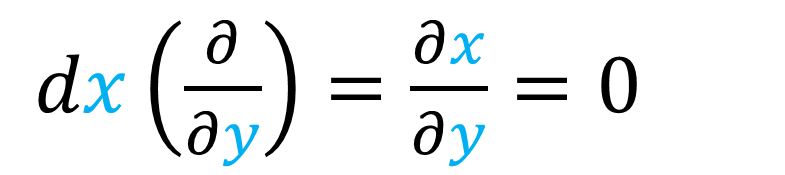 dx(∂/∂y) = ∂x/∂y = 0